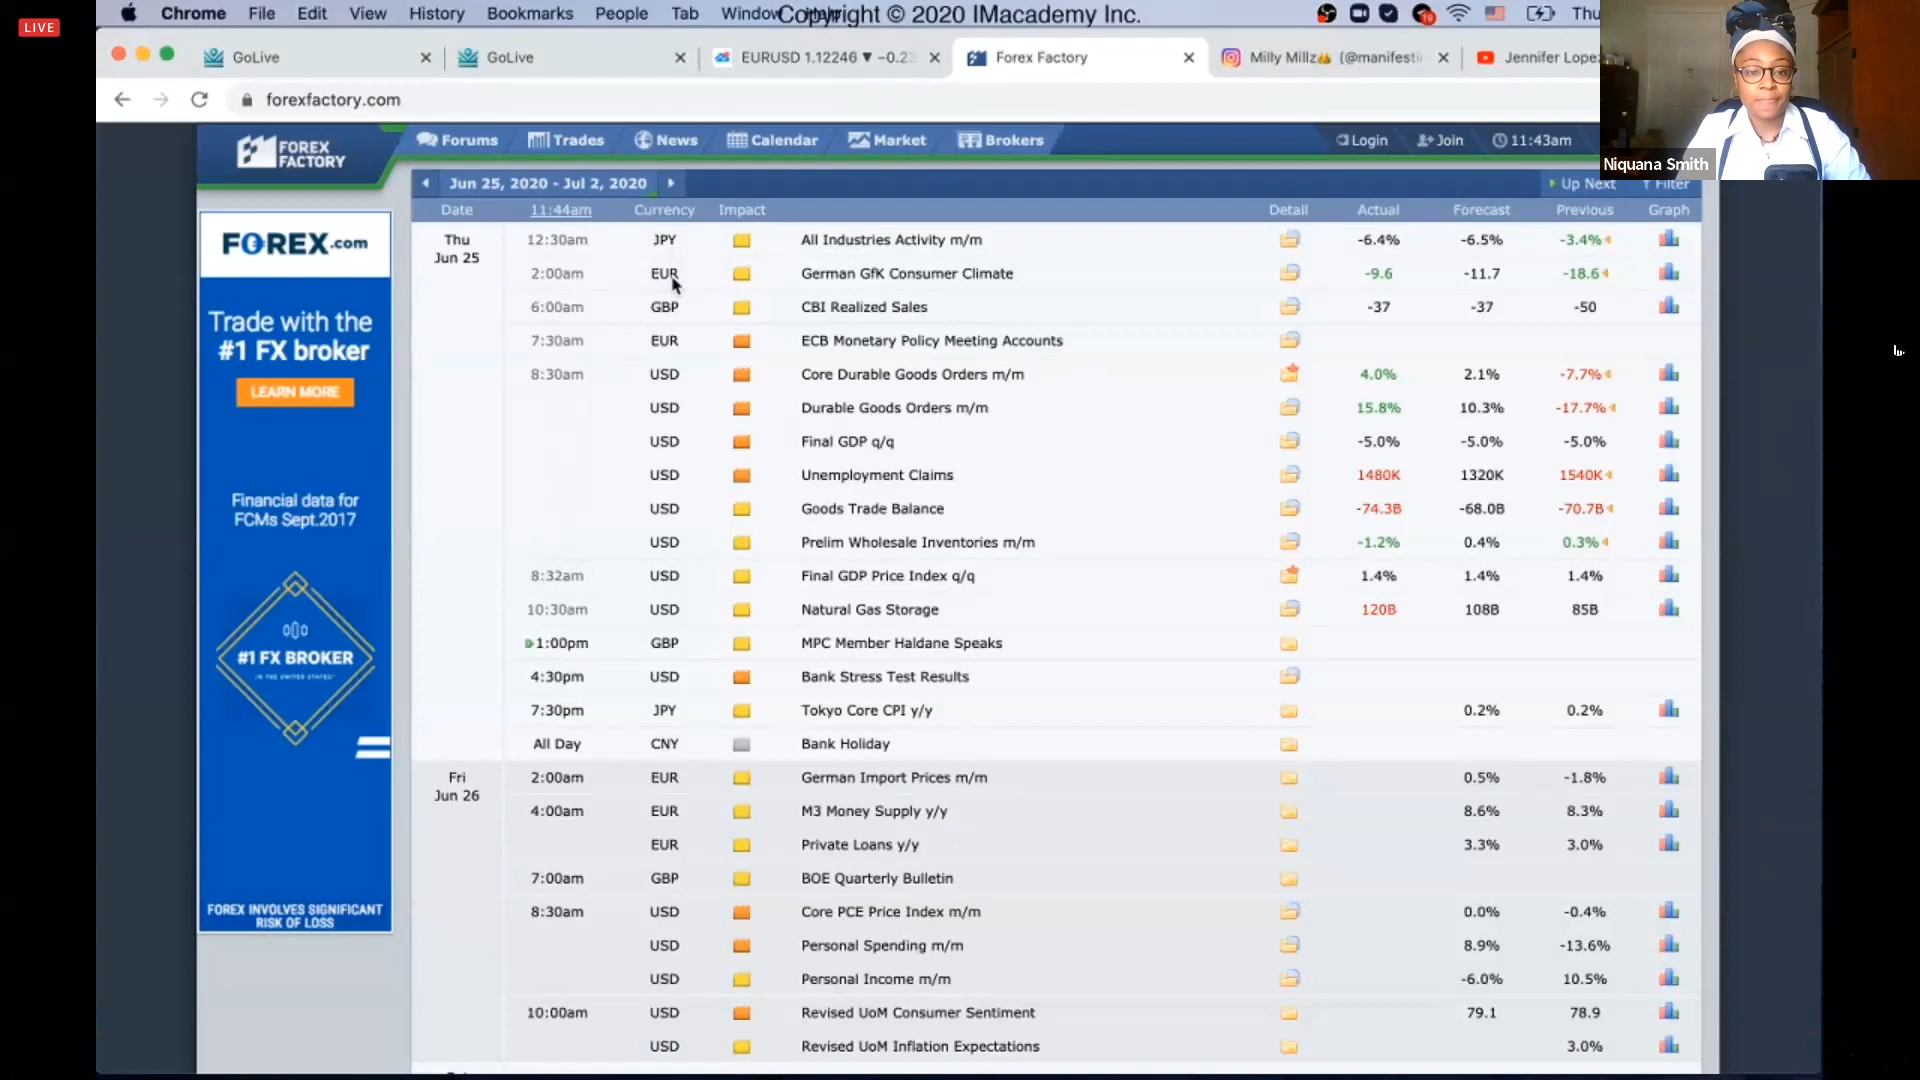 LIVE
Chrome File Edit View History Bookmarks People Tab Window
Copyright © 2020 IMacademy Inc.
19
Thu
GoLive
GoLive
EURUSD 1.12246 ▼ −0.23
Forex Factory
Milly Millz (@manifesti
Jennifer Lope
forexfactory.com
Niquana Smith
FOREX FACTORY
Forums Trades News Calendar Market Brokers
Login Join 11:43am
Jun 25, 2020 - Jul 2, 2020
Up Next Filter
Date 11:44am Currency Impact Detail Actual Forecast Previous Graph
Thu Jun 25
12:30am JPY All Industries Activity m/m -6.4% -6.5% -3.4%
2:00am EUR German GfK Consumer Climate -9.6 -11.7 -18.6
6:00am GBP CBI Realized Sales -37 -37 -50
7:30am EUR ECB Monetary Policy Meeting Accounts
8:30am USD Core Durable Goods Orders m/m 4.0% 2.1% -7.7%
USD Durable Goods Orders m/m 15.8% 10.3% -17.7%
USD Final GDP q/q -5.0% -5.0% -5.0%
USD Unemployment Claims 1480K 1320K 1540K
USD Goods Trade Balance -74.3B -68.0B -70.7B
USD Prelim Wholesale Inventories m/m -1.2% 0.4% 0.3%
8:32am USD Final GDP Price Index q/q 1.4% 1.4% 1.4%
10:30am USD Natural Gas Storage 120B 108B 85B
1:00pm GBP MPC Member Haldane Speaks
4:30pm USD Bank Stress Test Results
7:30pm JPY Tokyo Core CPI y/y 0.2% 0.2%
All Day CNY Bank Holiday
Fri Jun 26
2:00am EUR German Import Prices m/m 0.5% -1.8%
4:00am EUR M3 Money Supply y/y 8.6% 8.3%
EUR Private Loans y/y 3.3% 3.0%
7:00am GBP BOE Quarterly Bulletin
8:30am USD Core PCE Price Index m/m 0.0% -0.4%
USD Personal Spending m/m 8.9% -13.6%
USD Personal Income m/m -6.0% 10.5%
10:00am USD Revised UoM Consumer Sentiment 79.1 78.9
USD Revised UoM Inflation Expectations 3.0%
FOREX.com
Trade with the
#1 FX broker
LEARN MORE
Financial data for
FCMs Sept.2017
#1 FX BROKER
IN THE UNITED STATES*
FOREX INVOLVES SIGNIFICANT
RISK OF LOSS